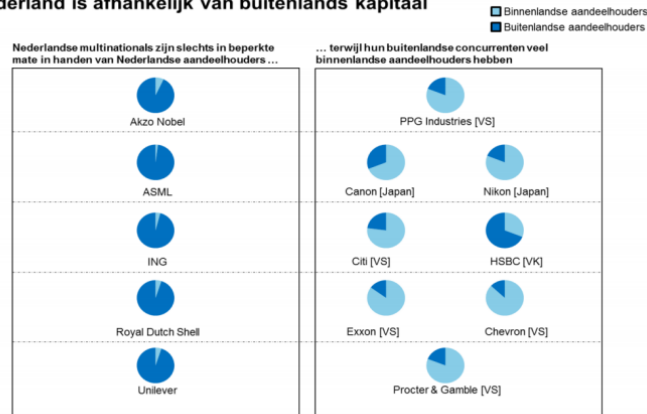 is afhankelijk van buitenlands kapitaal
Binnenlandse aandeelhouders
Buitenlandse aandeelhouders
Nederlandse multinationals zijn slechts in beperkte
mate in handen van Nederlandse aandeelhouders ...
... terwijl hun buitenlandse concurrenten veel
binnenlandse aandeelhouders hebben
Akzo Nobel
PPG Industries [VS]
ASML
Canon [Japan]
Nikon [Japan]
ING
Citi [VS]
HSBC [VK]
Royal Dutch Shell
Exxon [VS]
Chevron [VS]
Unilever
Procter & Gamble [VS]